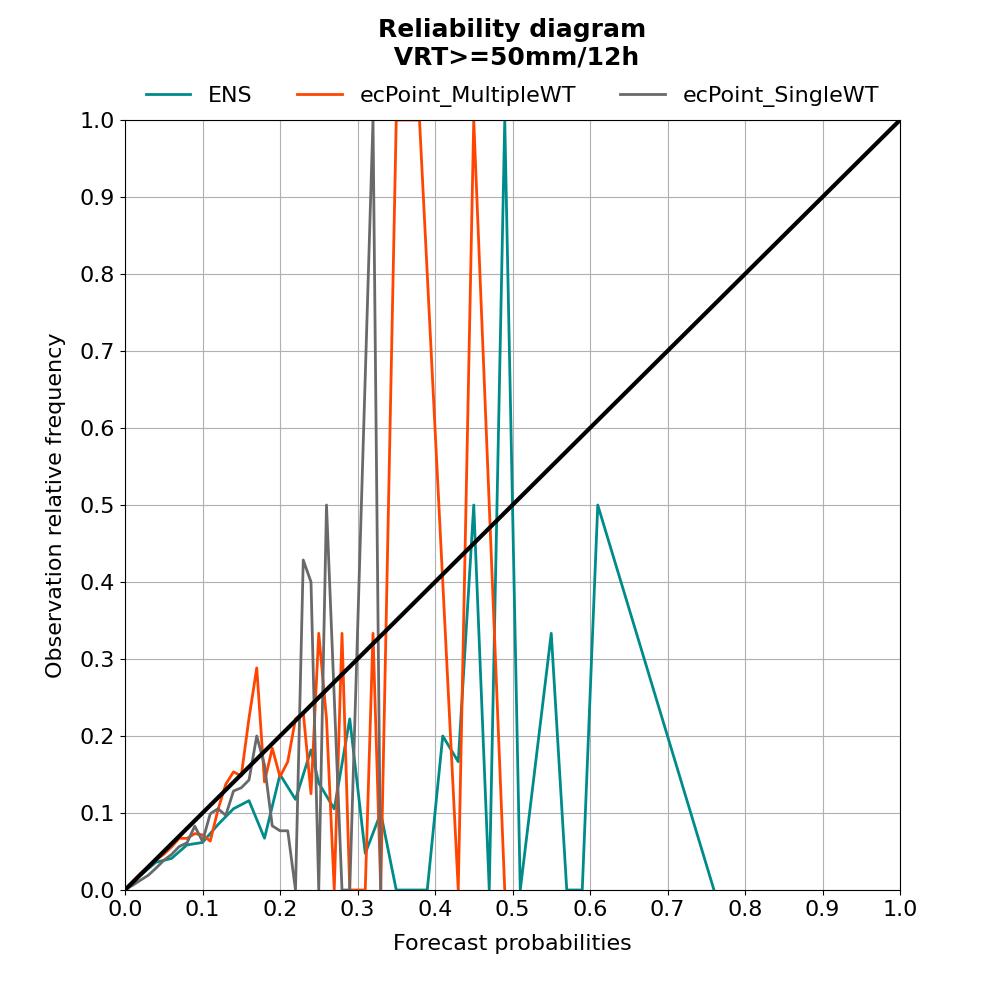 Reliability diagram
VRT>=50mm/12h
ENS ecPoint_MultipleWT ecPoint_SingleWT
1.0
0.9
0.8
0.7
0.6
0.5
0.4
0.3
0.2
0.1
0.0
Observation relative frequency
0.0 0.1 0.2 0.3 0.4 0.5 0.6 0.7 0.8 0.9 1.0
Forecast probabilities